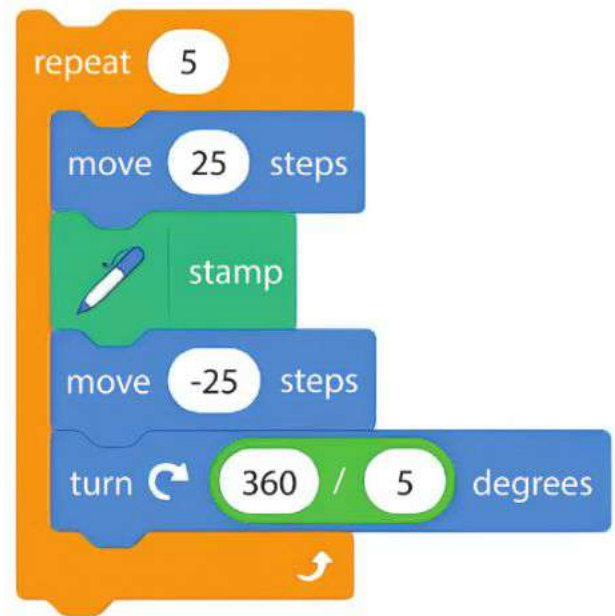 repeat 5
move 25 steps
stamp
move -25 steps
turn 360 / 5 degrees